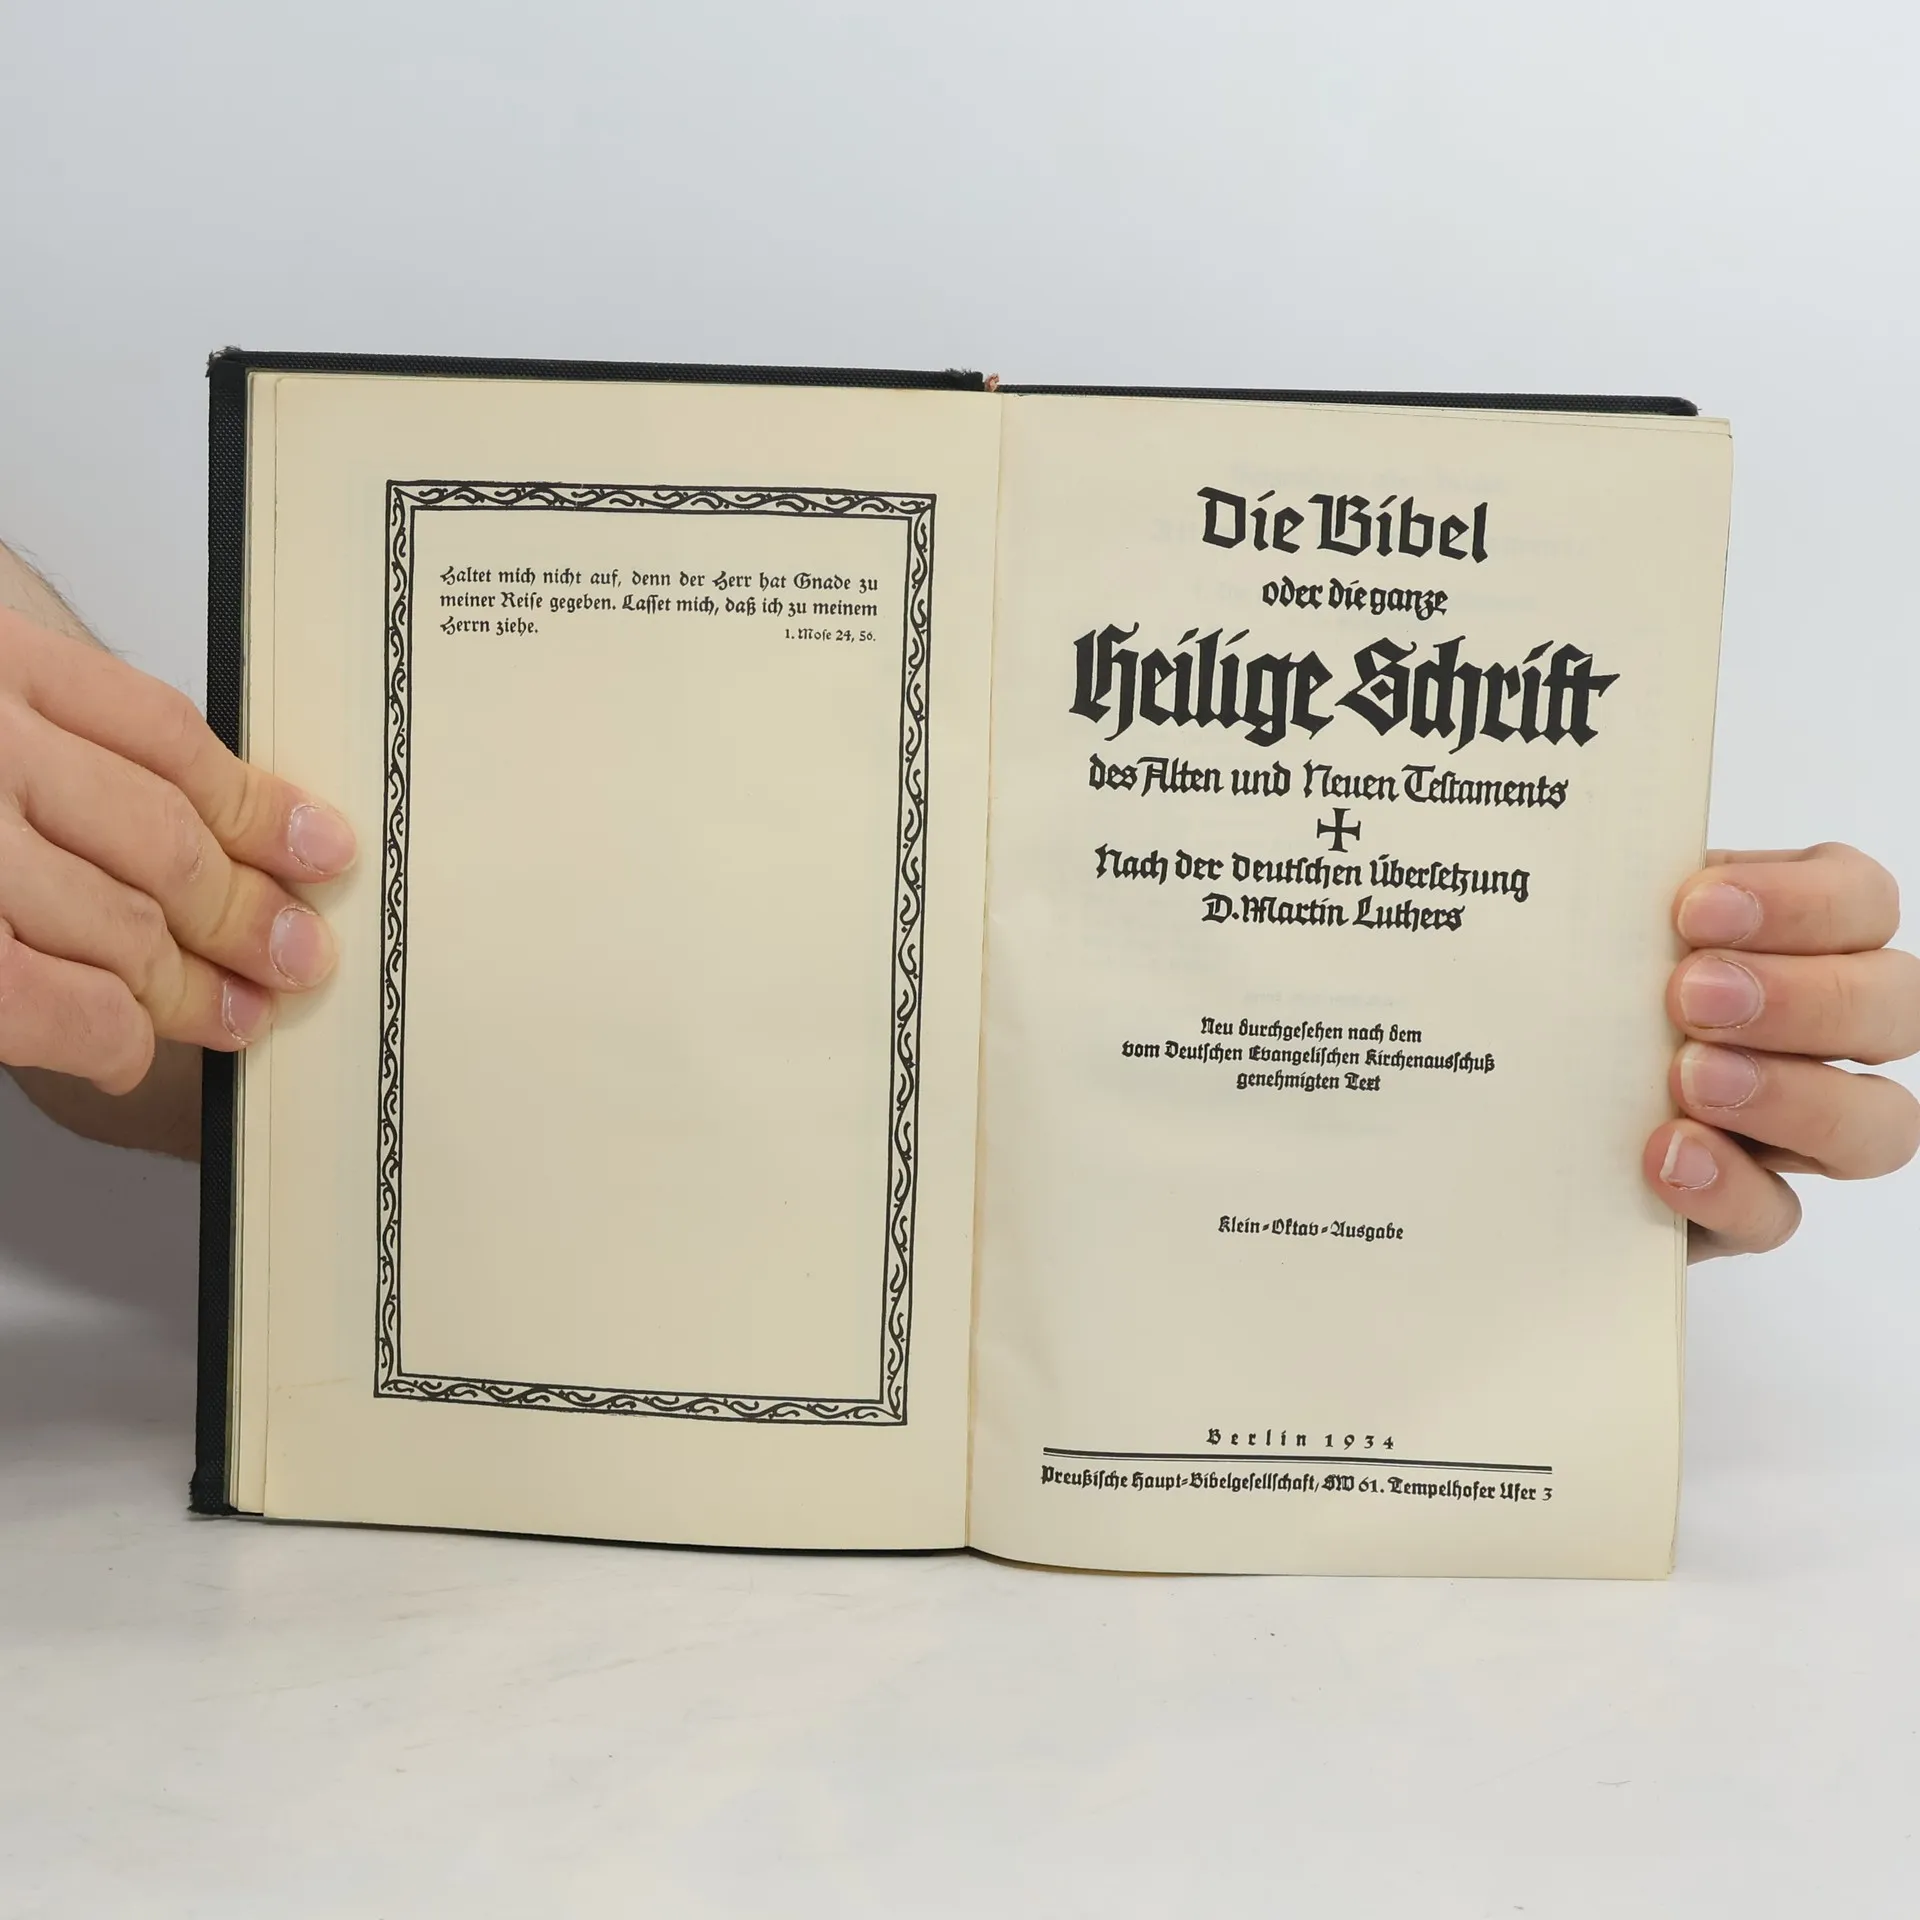 Haltet mich nicht auf, denn der Herr hat Gnade zu
meiner Reise gegeben. Lasset mich, daß ich zu meinem
Herrn ziehe.
1. Mose 24, 56.
Die Bibel
oder die ganze
Heilige Schrift
des Alten und Neuen Testaments
Nach der deutschen Übersetzung
D. Martin Luthers
Neu durchgesehen nach dem
vom Deutschen Evangelischen Kirchenausschuß
genehmigten Text
Klein-Oktav-Ausgabe
Berlin 1934
Preußische Haupt-Bibelgesellschaft, SW 61. Tempelhofer Ufer 3